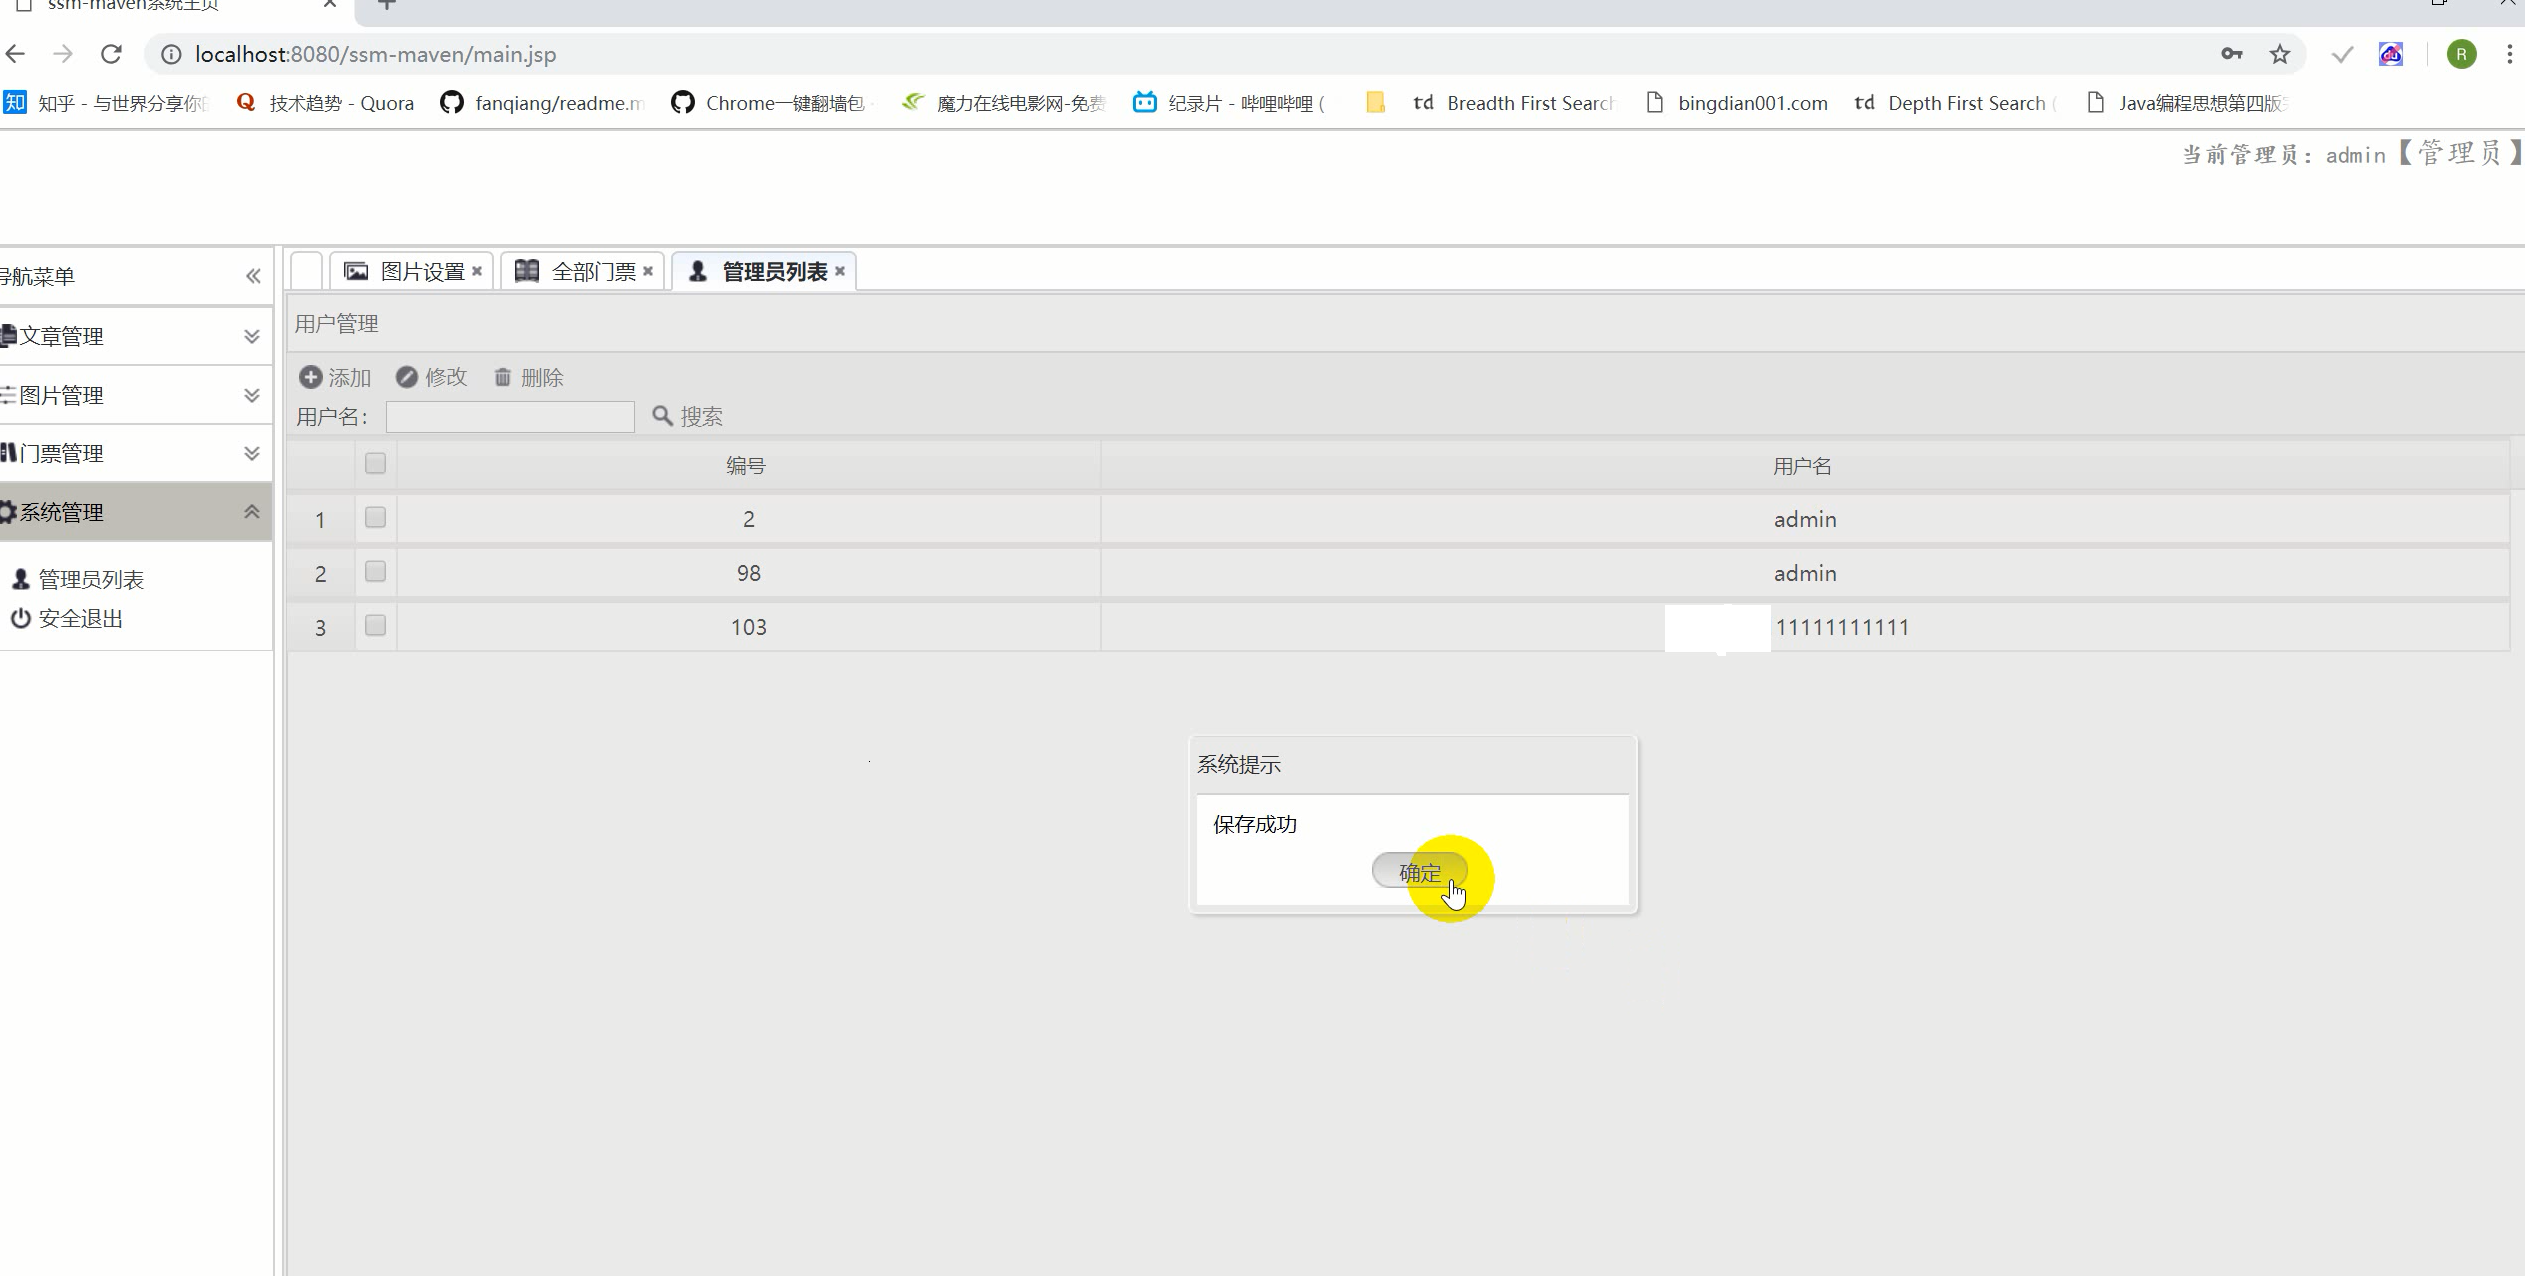 ssm-maven系统主页
localhost:8080/ssm-maven/main.jsp
R
知 知乎 - 与世界分享你 Q 技术趋势 - Quora fanqiang/readme.m Chrome一键翻墙包 魔力在线电影网-免费 纪录片 - 哔哩哔哩 ( td Breadth First Search bingdian001.com td Depth First Search ( Java编程思想第四版
当前管理员: admin【管理员】
导航菜单
图片设置 全部门票 管理员列表
用户管理
文章管理
添加 修改 删除
图片管理
用户名: 搜索
门票管理
编号 用户名
系统管理
1 2 admin
2 98 admin
管理员列表
安全退出
3 103 11111111111
系统提示
保存成功
确定